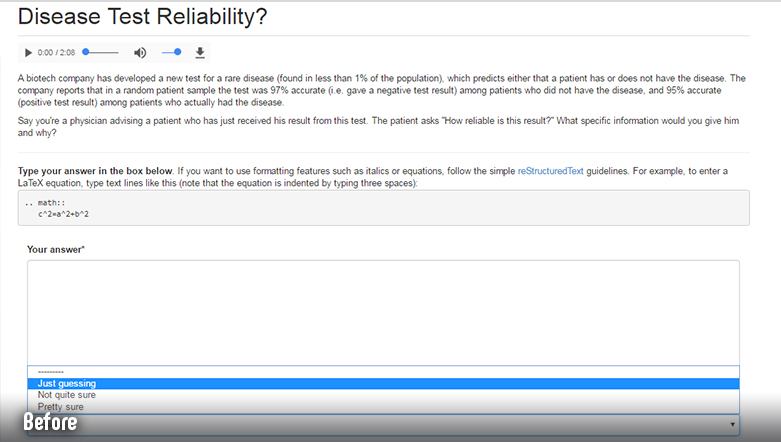 Disease Test Reliability?
0:00 / 2:08
A biotech company has developed a new test for a rare disease (found in less than 1% of the population), which predicts either that a patient has or does not have the disease. The
company reports that in a random patient sample the test was 97% accurate (i.e. gave a negative test result) among patients who did not have the disease, and 95% accurate
(positive test result) among patients who actually had the disease.
Say you're a physician advising a patient who has just received his result from this test. The patient asks "How reliable is this result?" What specific information would you give him
and why?
Type your answer in the box below. If you want to use formatting features such as italics or equations, follow the simple reStructuredText guidelines. For example, to enter a
LaTeX equation, type text lines like this (note that the equation is indented by typing three spaces):
.. math::
   c^2=a^2+b^2
Your answer*
---------
Just guessing
Not quite sure
Pretty sure
Before